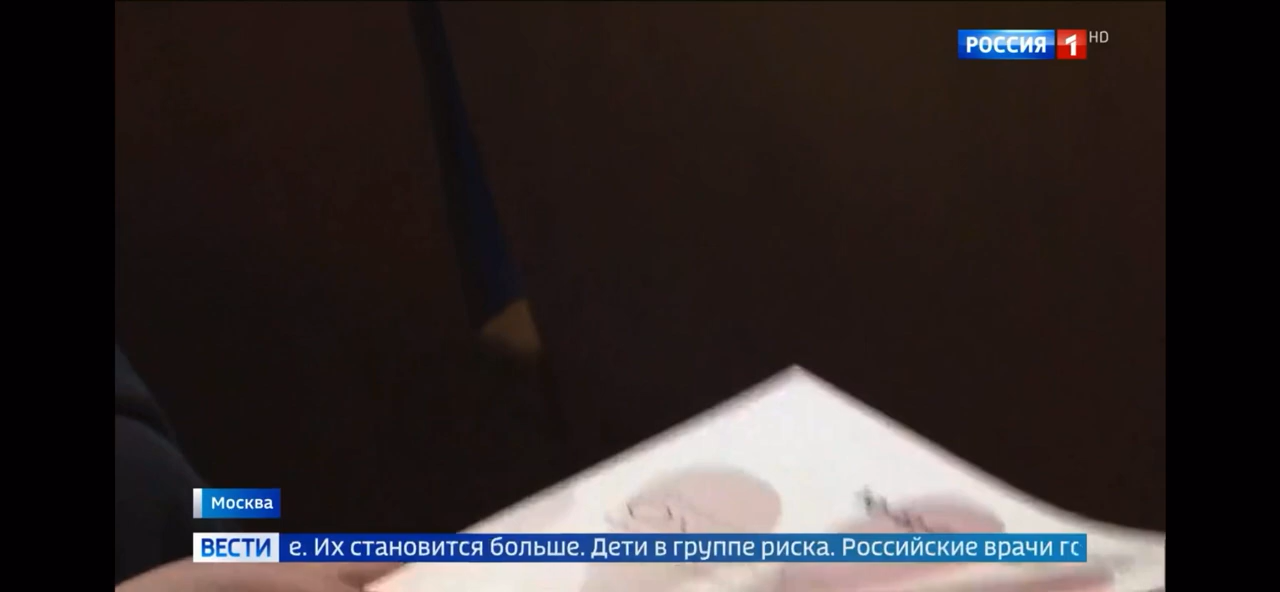 РОССИЯ 1 HD
Москва
ВЕСТИ е. Их становится больше. Дети в группе риска. Российские врачи